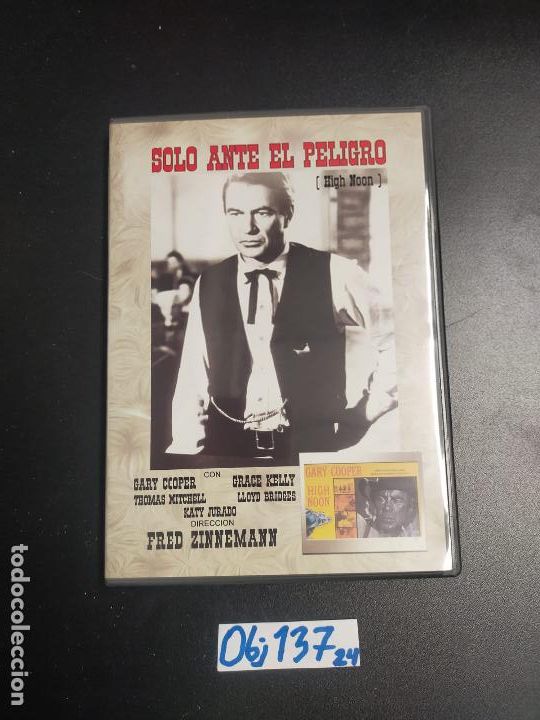 SOLO ANTE EL PELIGRO
( High Noon )
CON
GARY COOPER GRACE KELLY
THOMAS MITCHELL LLOYD BRIDGES
KATY JURADO
DIRECCION
FRED ZINNEMANN
GARY COOPER
HIGH
NOON
Obj 137 24
todocoleccion